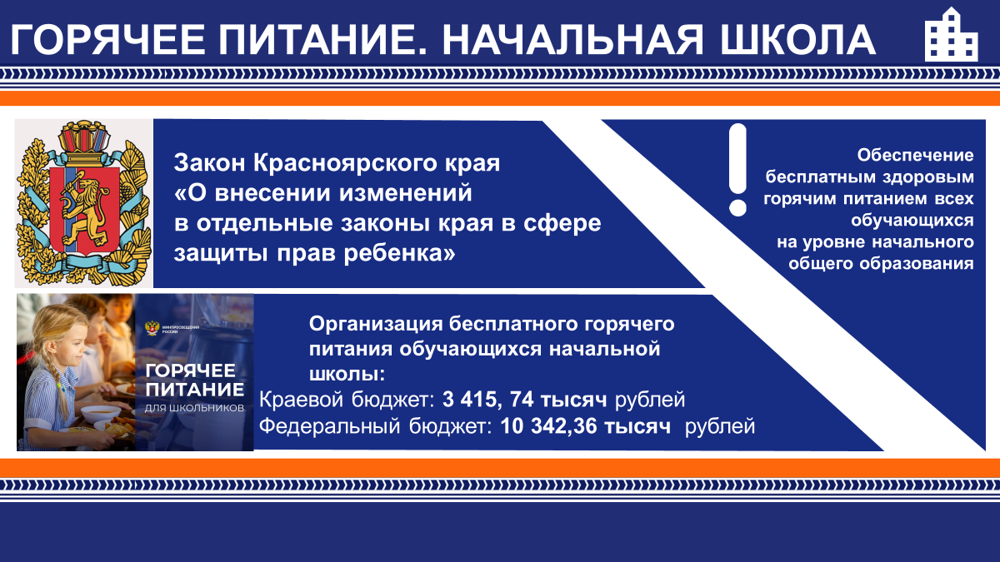 ГОРЯЧЕЕ ПИТАНИЕ. НАЧАЛЬНАЯ ШКОЛА
Закон Красноярского края
«О внесении изменений
в отдельные законы края в сфере
защиты прав ребенка»
Обеспечение
бесплатным здоровым
горячим питанием всех
обучающихся
на уровне начального
общего образования
МИНПРОСВЕЩЕНИЯ
РОССИИ
ГОРЯЧЕЕ
ПИТАНИЕ
ДЛЯ ШКОЛЬНИКОВ
Организация бесплатного горячего
питания обучающихся начальной
школы:
Краевой бюджет: 3 415, 74 тысяч рублей
Федеральный бюджет: 10 342,36 тысяч  рублей